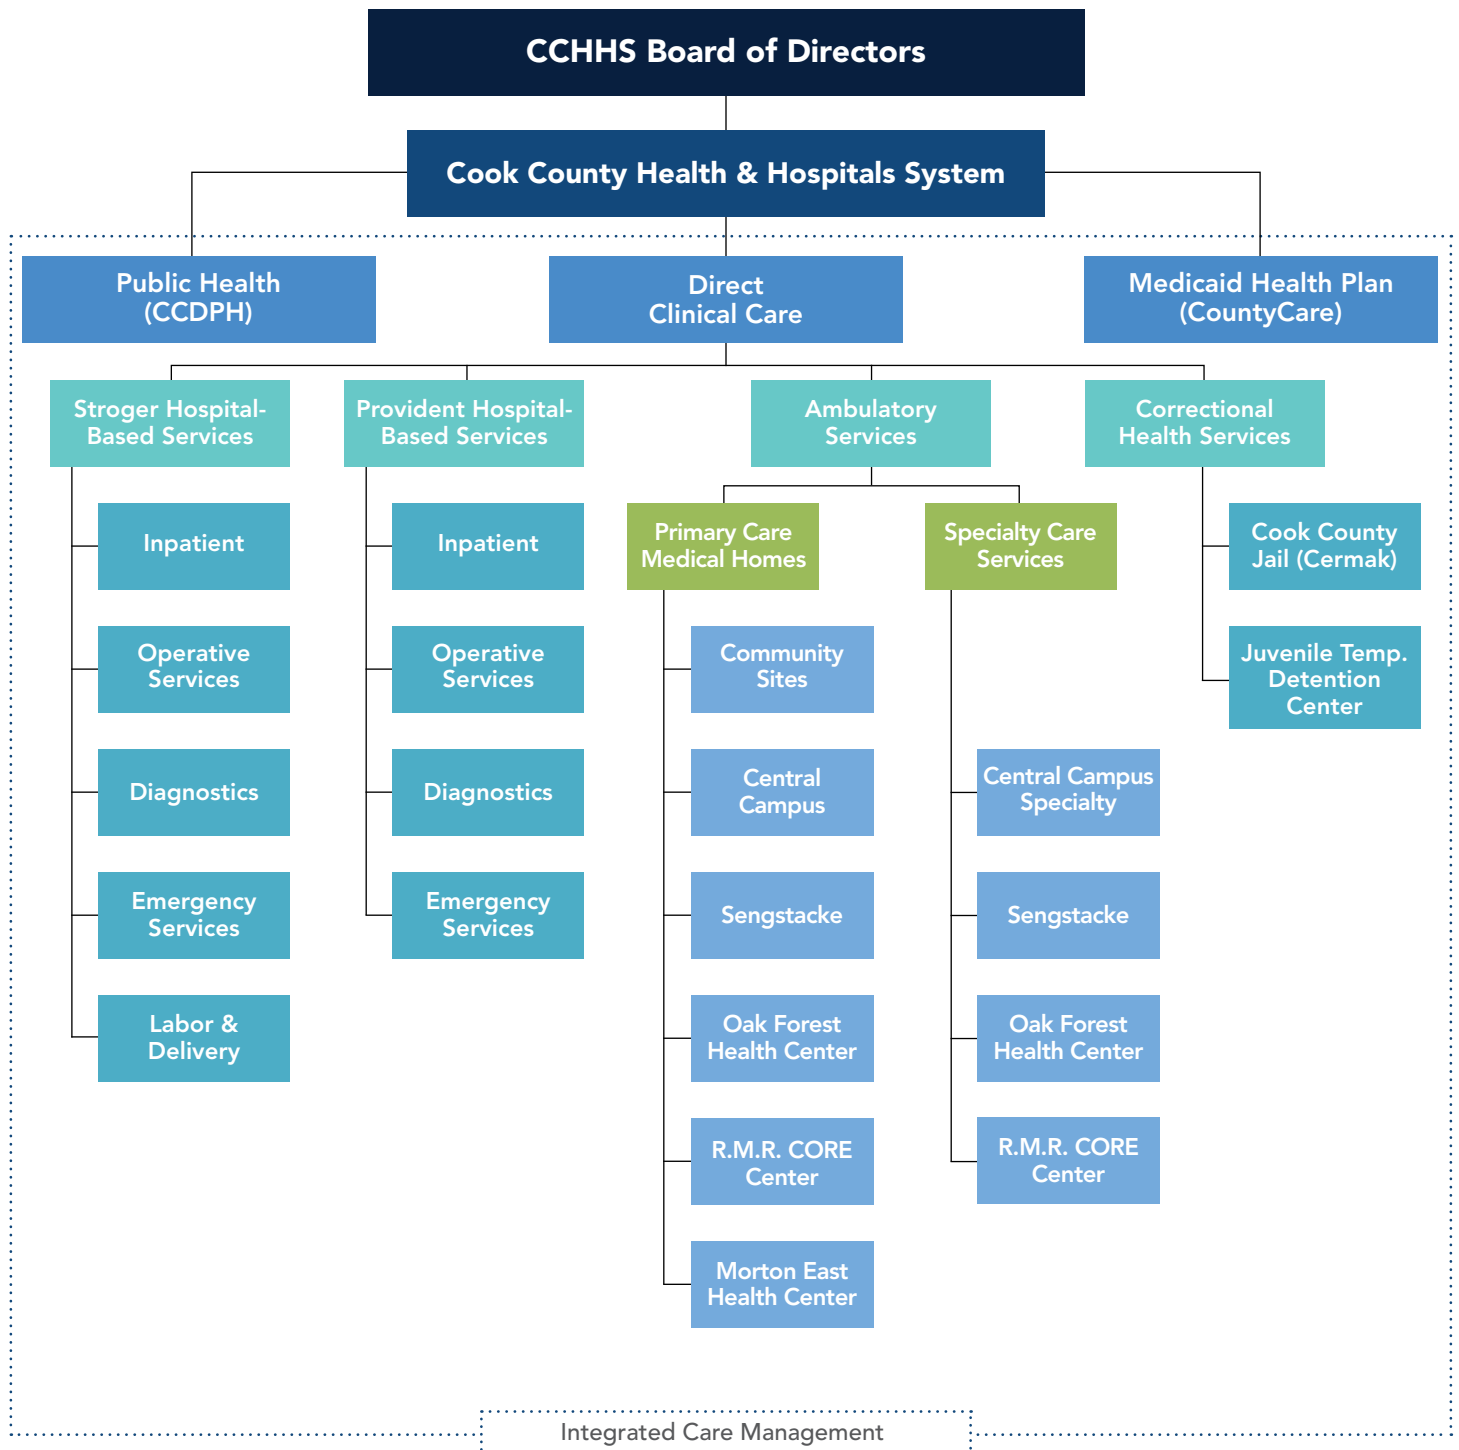 CCHHS Board of Directors
Cook County Health & Hospitals System
Public Health
(CCDPH)
Direct
Clinical Care
Medicaid Health Plan
(CountyCare)
Stroger Hospital-
Based Services
Provident Hospital-
Based Services
Ambulatory
Services
Correctional
Health Services
Inpatient
Operative
Services
Diagnostics
Emergency
Services
Labor &
Delivery
Inpatient
Operative
Services
Diagnostics
Emergency
Services
Primary Care
Medical Homes
Community
Sites
Central
Campus
Sengstacke
Oak Forest
Health Center
R.M.R. CORE
Center
Morton East
Health Center
Specialty Care
Services
Central Campus
Specialty
Sengstacke
Oak Forest
Health Center
R.M.R. CORE
Center
Cook County
Jail (Cermak)
Juvenile Temp.
Detention
Center
Integrated Care Management